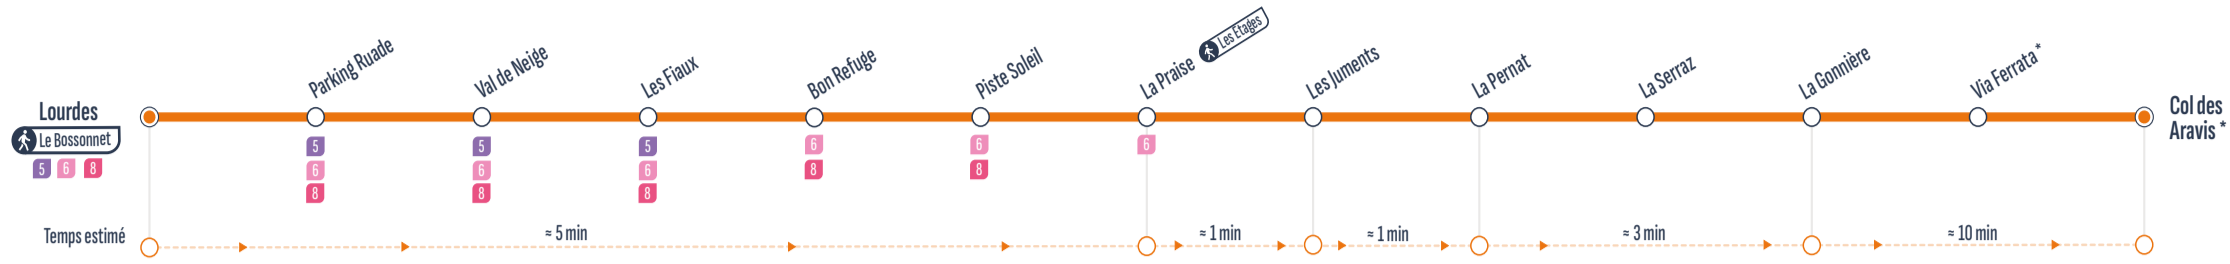 Lourdes
Le Bossonnet
5 6 8
Parking Ruade
5
6
8
Val de Neige
5
6
8
Les Fiaux
5
6
8
Bon Refuge
6
8
Piste Soleil
6
8
La Praise
Les Étages
6
Les Juments
La Pernat
La Serraz
La Gonnière
Via Ferrata *
Col des
Aravis *
Temps estimé
≈ 5 min
≈ 1 min
≈ 1 min
≈ 3 min
≈ 10 min